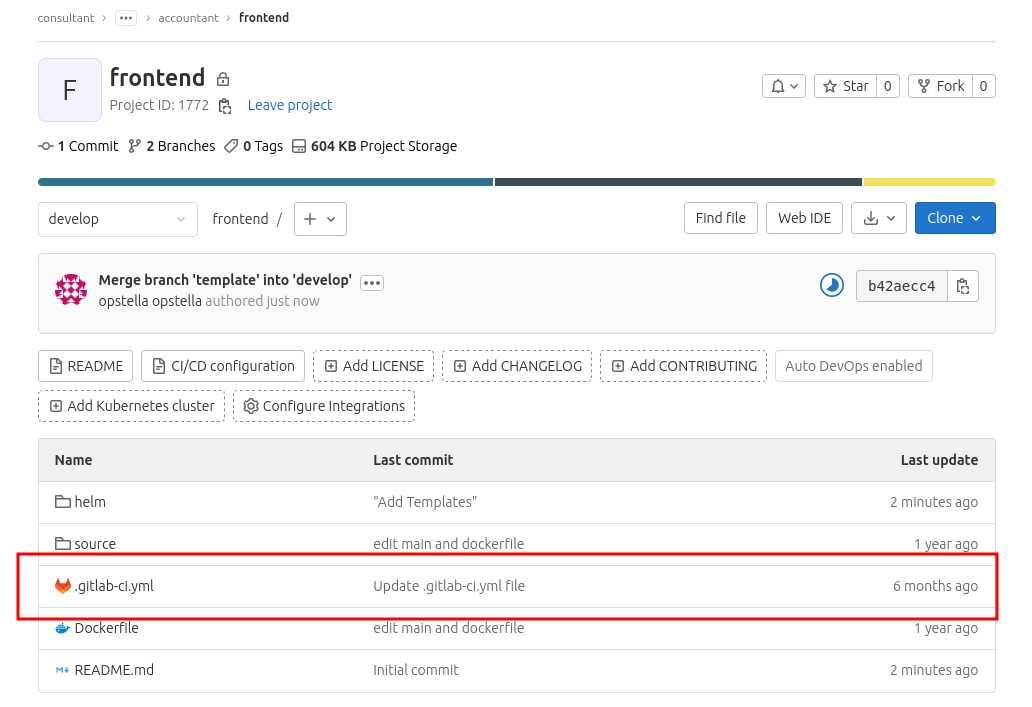 consultant › ••• › accountant › frontend
F
frontend
Project ID: 1772 Leave project
Star 0 Fork 0
1 Commit 2 Branches 0 Tags 604 KB Project Storage
develop frontend / + Find file Web IDE Clone
Merge branch 'template' into 'develop' •••
opstella opstella authored just now
b42aecc4
README CI/CD configuration Add LICENSE Add CHANGELOG Add CONTRIBUTING Auto DevOps enabled
Add Kubernetes cluster Configure Integrations
Name Last commit Last update
helm "Add Templates" 2 minutes ago
source edit main and dockerfile 1 year ago
.gitlab-ci.yml Update .gitlab-ci.yml file 6 months ago
Dockerfile edit main and dockerfile 1 year ago
M↓ README.md Initial commit 2 minutes ago